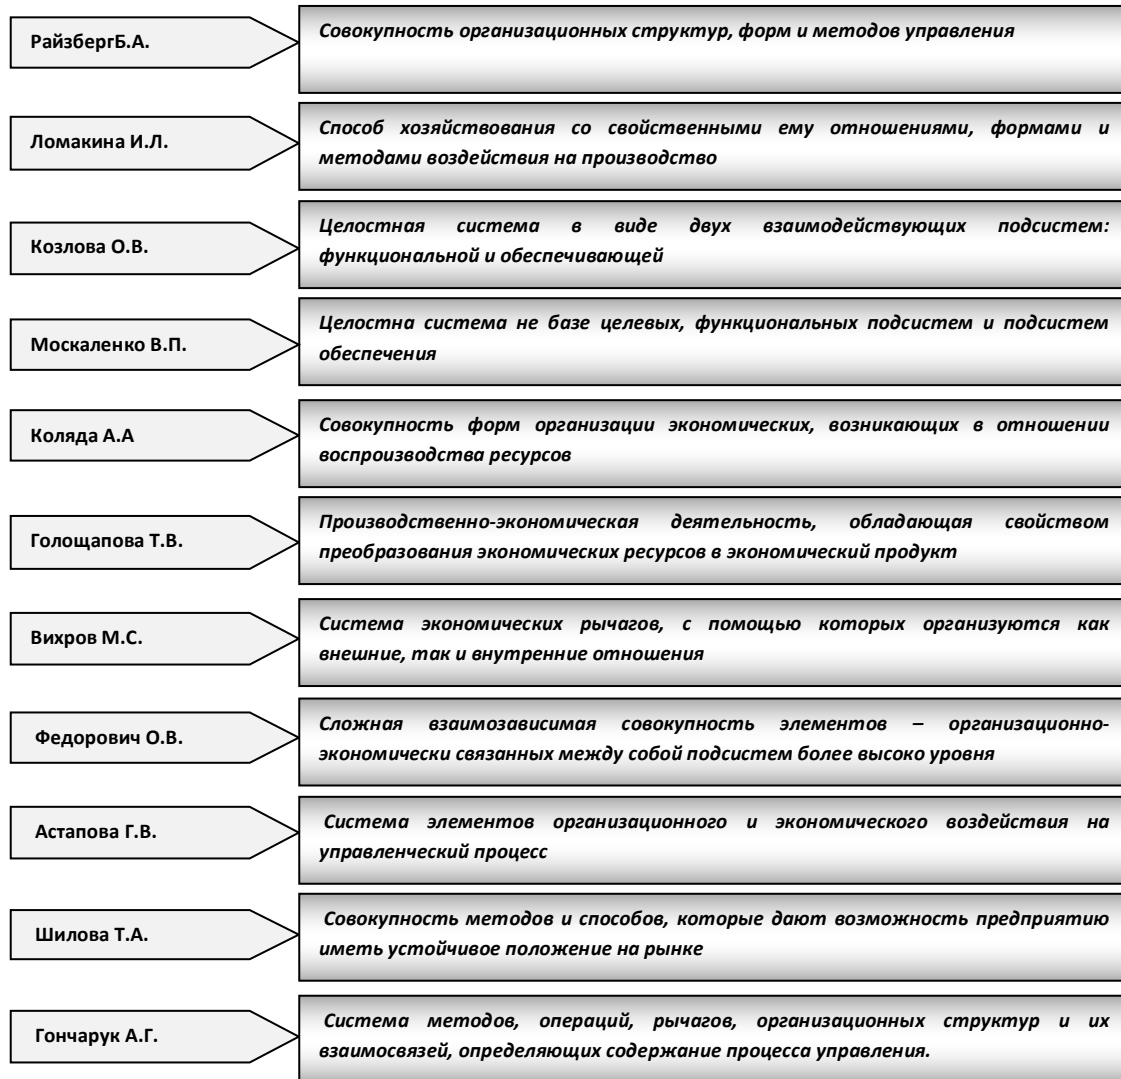 РайзбергБ.А.
Совокупность организационных структур, форм и методов управления
Ломакина И.Л.
Способ хозяйствования со свойственными ему отношениями, формами и
методами воздействия на производство
Козлова О.В.
Целостная система в виде двух взаимодействующих подсистем:
функциональной и обеспечивающей
Москаленко В.П.
Целостна система не базе целевых, функциональных подсистем и подсистем
обеспечения
Коляда А.А
Совокупность форм организации экономических, возникающих в отношении
воспроизводства ресурсов
Голощапова Т.В.
Производственно-экономическая деятельность, обладающая свойством
преобразования экономических ресурсов в экономический продукт
Вихров М.С.
Система экономических рычагов, с помощью которых организуются как
внешние, так и внутренние отношения
Федорович О.В.
Сложная взаимозависимая совокупность элементов – организационно-
экономически связанных между собой подсистем более высоко уровня
Астапова Г.В.
Система элементов организационного и экономического воздействия на
управленческий процесс
Шилова Т.А.
Совокупность методов и способов, которые дают возможность предприятию
иметь устойчивое положение на рынке
Гончарук А.Г.
Система методов, операций, рычагов, организационных структур и их
взаимосвязей, определяющих содержание процесса управления.